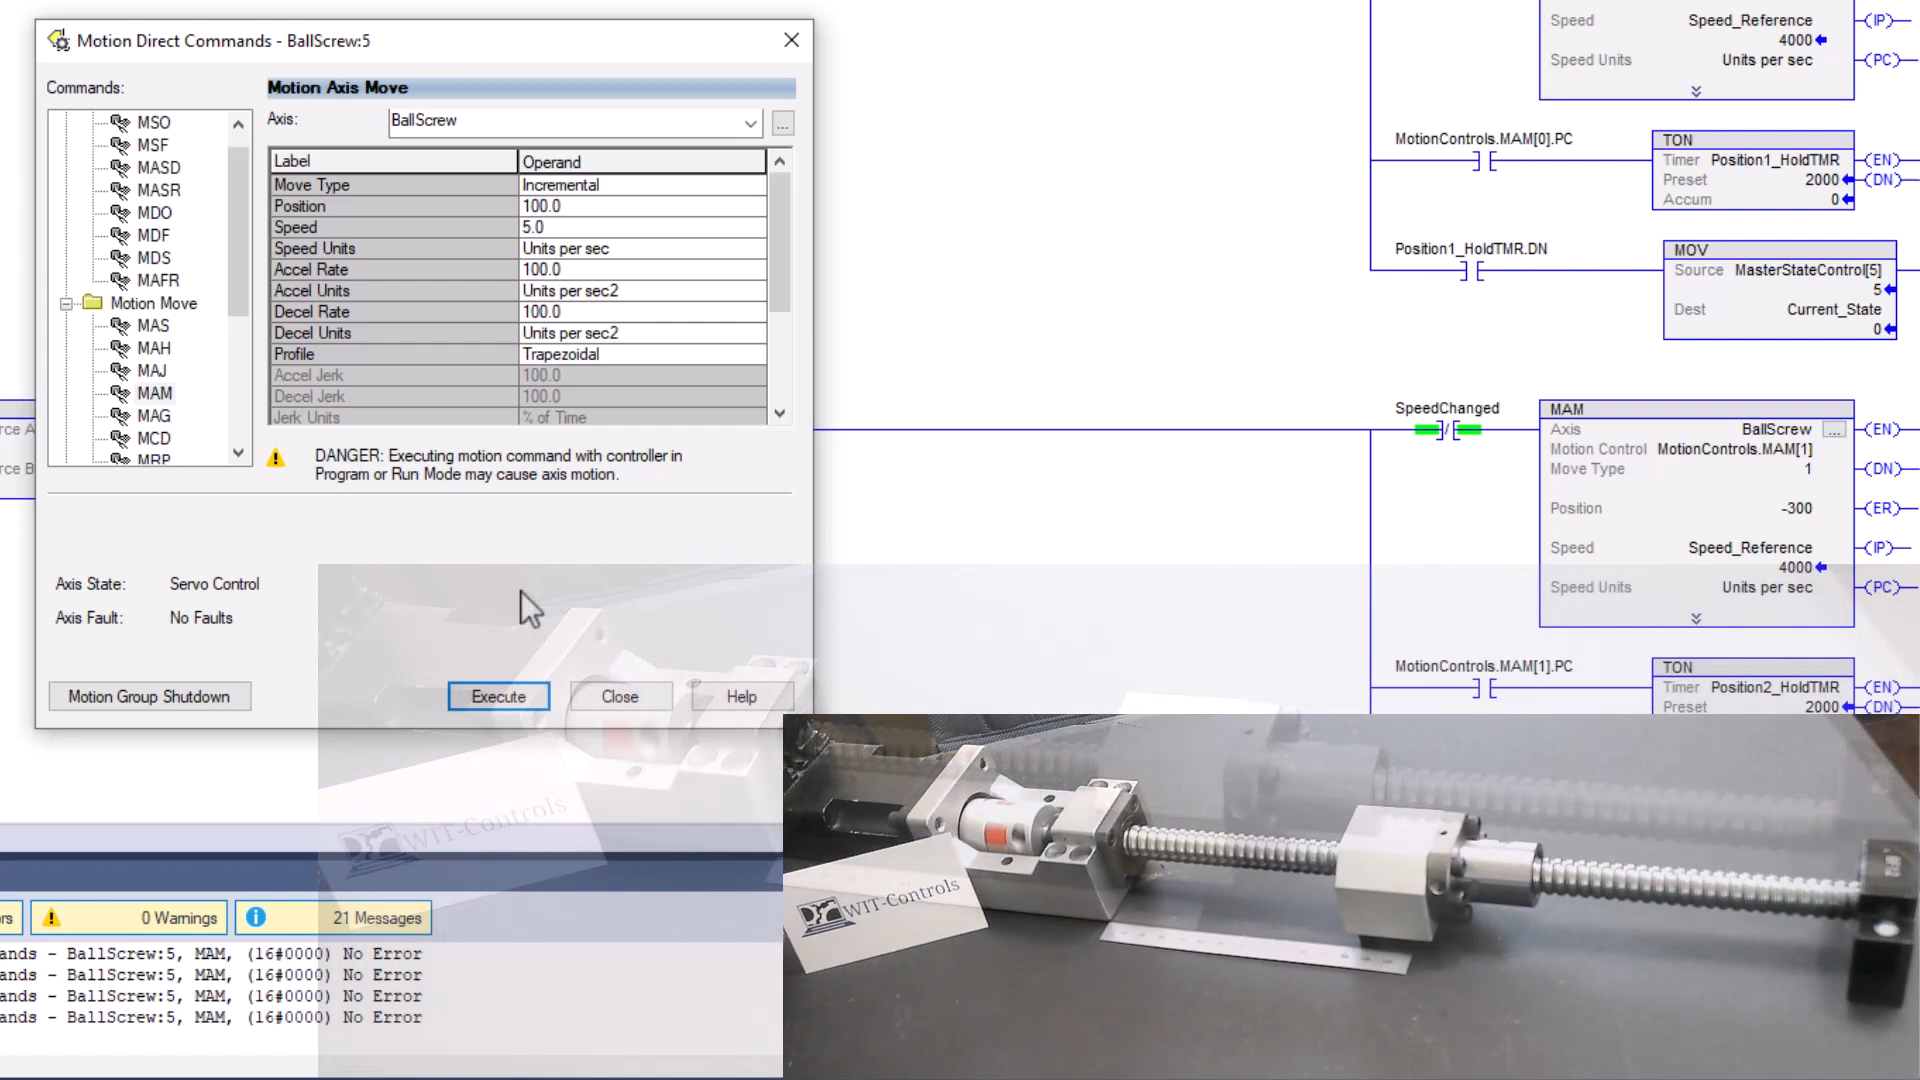 Motion Direct Commands - BallScrew:5
Commands:
MSO
MSF
MASD
MASR
MDO
MDF
MDS
MAFR
Motion Move
MAS
MAH
MAJ
MAM
MAG
MCD
MRP
Motion Axis Move
Axis: BallScrew ...
Label Operand
Move Type Incremental
Position 100.0
Speed 5.0
Speed Units Units per sec
Accel Rate 100.0
Accel Units Units per sec2
Decel Rate 100.0
Decel Units Units per sec2
Profile Trapezoidal
Accel Jerk 100.0
Decel Jerk 100.0
Jerk Units % of Time
DANGER: Executing motion command with controller in
Program or Run Mode may cause axis motion.
Axis State: Servo Control
Axis Fault: No Faults
Motion Group Shutdown Execute Close Help
rce A
rce B
Speed Speed_Reference (IP)
4000
Speed Units Units per sec (PC)
MotionControls.MAM[0].PC
TON
Timer Position1_HoldTMR (EN)
Preset 2000 (DN)
Accum 0
Position1_HoldTMR.DN
MOV
Source MasterStateControl[5]
5
Dest Current_State
0
SpeedChanged
MAM
Axis BallScrew ... (EN)
Motion Control MotionControls.MAM[1]
Move Type 1 (DN)
Position -300 (ER)
Speed Speed_Reference (IP)
4000
Speed Units Units per sec (PC)
MotionControls.MAM[1].PC
TON
Timer Position2_HoldTMR (EN)
Preset 2000 (DN)
WIT-Controls
WIT-Controls
rs 0 Warnings 21 Messages
ands - BallScrew:5, MAM, (16#0000) No Error
ands - BallScrew:5, MAM, (16#0000) No Error
ands - BallScrew:5, MAM, (16#0000) No Error
ands - BallScrew:5, MAM, (16#0000) No Error